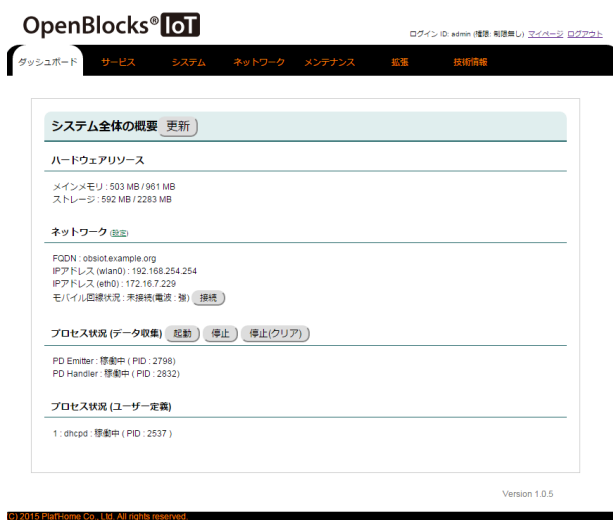 OpenBlocks® IoT
ログイン ID: admin (権限: 制限無し) マイページ ログアウト
ダッシュボード サービス システム ネットワーク メンテナンス 拡張 技術情報
システム全体の概要 更新
ハードウェアリソース
メインメモリ : 503 MB / 961 MB
ストレージ : 592 MB / 2283 MB
ネットワーク (設定)
FQDN : obsiot.example.org
IPアドレス (wlan0) : 192.168.254.254
IPアドレス (eth0) : 172.16.7.229
モバイル回線状況 : 未接続(電波 : 強) 接続
プロセス状況 (データ収集) 起動 停止 停止(クリア)
PD Emitter : 稼働中 ( PID : 2798)
PD Handler : 稼働中 ( PID : 2832)
プロセス状況 (ユーザー定義)
1 : dhcpd : 稼働中 ( PID : 2537 )
Version 1.0.5
C) 2015 Plat'Home Co., Ltd. All rights reserved.